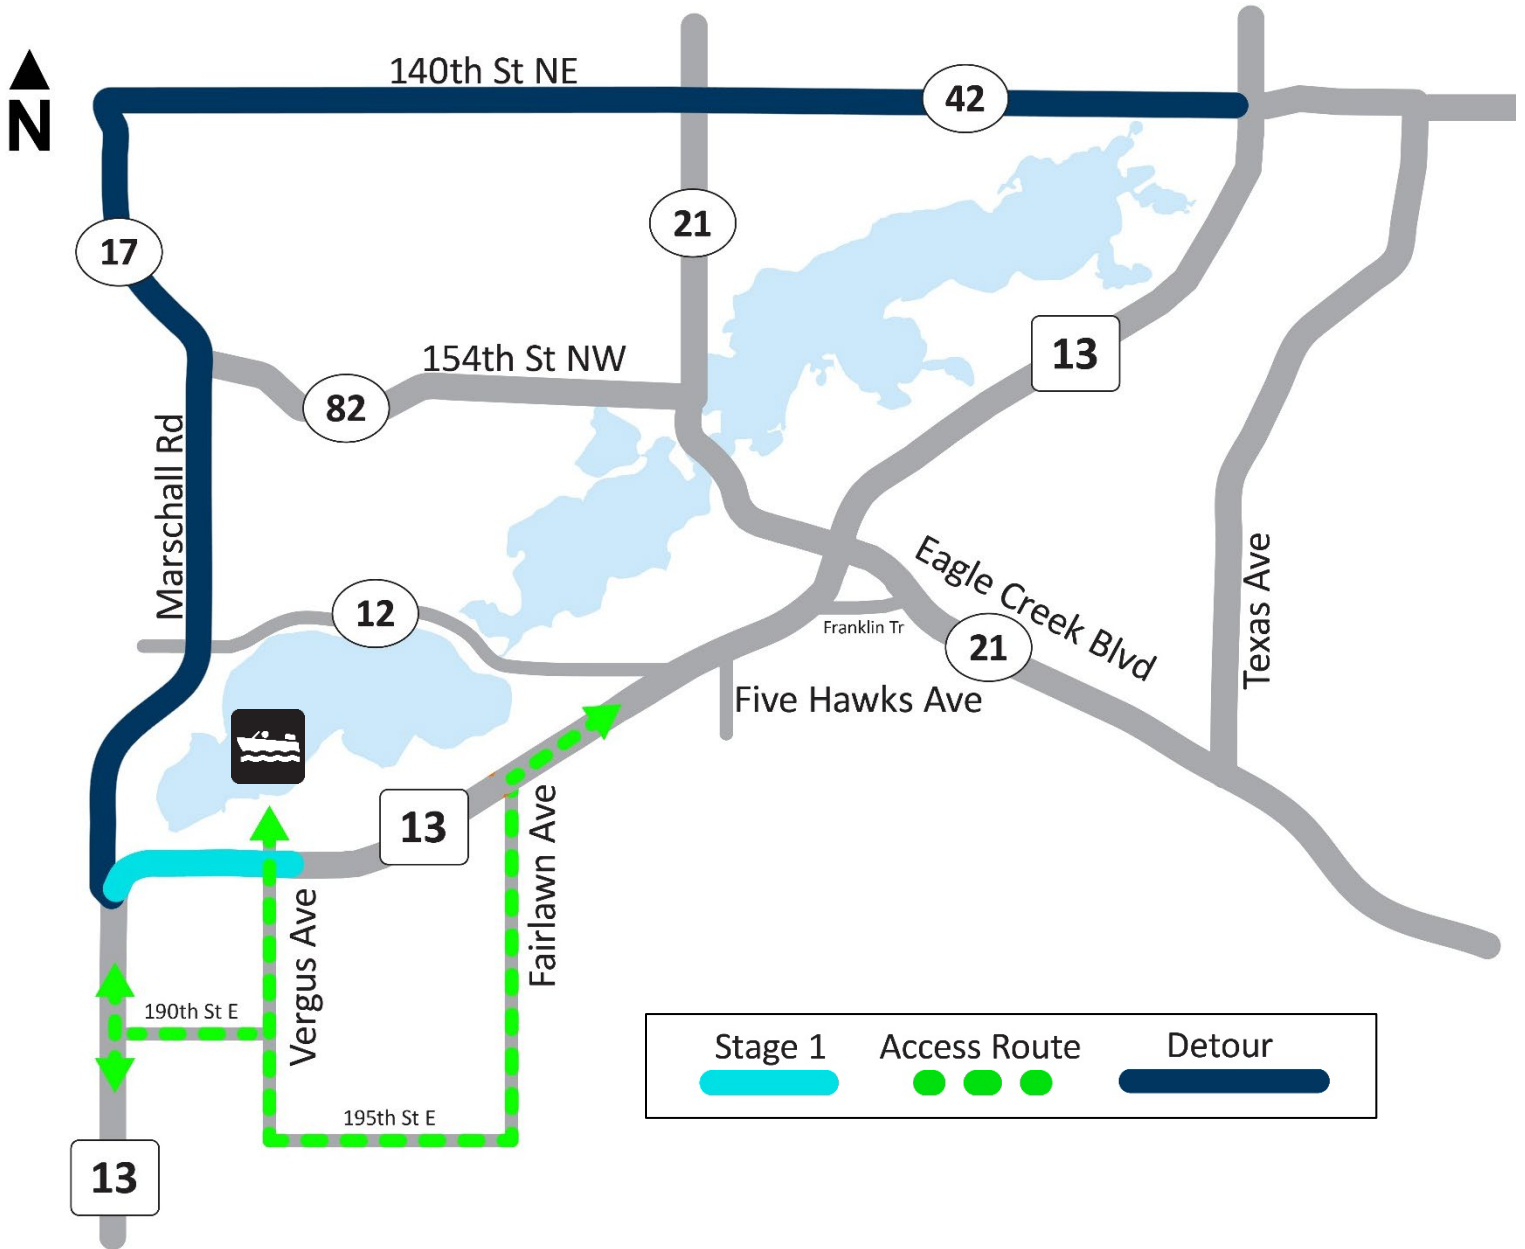 140th St NE
42
N
21
17
13
154th St NW
82
Marschall Rd
Eagle Creek Blvd
Texas Ave
12
Franklin Tr
21
Five Hawks Ave
13
Fairlawn Ave
Vergus Ave
190th St E
195th St E
13
Stage 1
Access Route
Detour